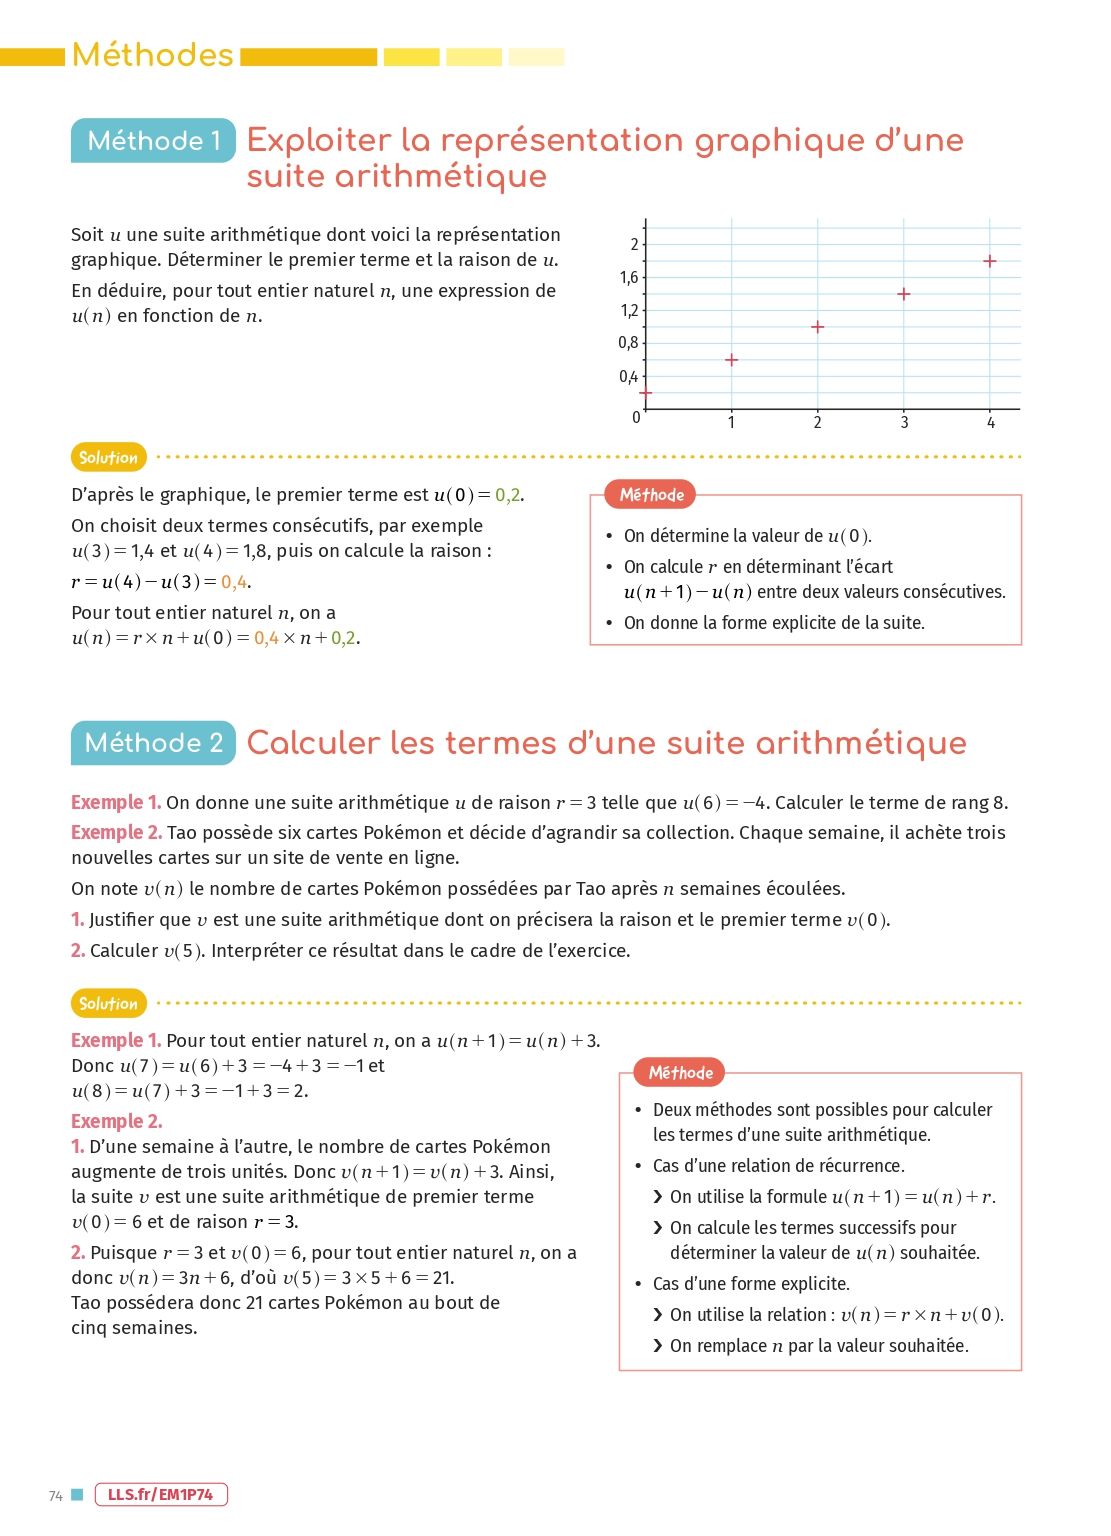 Méthodes
Méthode 1
Exploiter la représentation graphique d’une
suite arithmétique
Soit u une suite arithmétique dont voici la représentation
graphique. Déterminer le premier terme et la raison de u.
En déduire, pour tout entier naturel n, une expression de
u(n) en fonction de n.
2
1,6
1,2
0,8
0,4
0
1 2 3 4
Solution
D’après le graphique, le premier terme est u(0) = 0,2.
On choisit deux termes consécutifs, par exemple
u(3) = 1,4 et u(4) = 1,8, puis on calcule la raison :
r = u(4) − u(3) = 0,4.
Pour tout entier naturel n, on a
u(n) = r × n + u(0) = 0,4 × n + 0,2.
Méthode
• On détermine la valeur de u(0).
• On calcule r en déterminant l’écart
u(n + 1) − u(n) entre deux valeurs consécutives.
• On donne la forme explicite de la suite.
Méthode 2
Calculer les termes d’une suite arithmétique
Exemple 1. On donne une suite arithmétique u de raison r = 3 telle que u(6) = −4. Calculer le terme de rang 8.
Exemple 2. Tao possède six cartes Pokémon et décide d’agrandir sa collection. Chaque semaine, il achète trois
nouvelles cartes sur un site de vente en ligne.
On note v(n) le nombre de cartes Pokémon possédées par Tao après n semaines écoulées.
1. Justifier que v est une suite arithmétique dont on précisera la raison et le premier terme v(0).
2. Calculer v(5). Interpréter ce résultat dans le cadre de l’exercice.
Solution
Exemple 1. Pour tout entier naturel n, on a u(n + 1) = u(n) + 3.
Donc u(7) = u(6) + 3 = −4 + 3 = −1 et
u(8) = u(7) + 3 = −1 + 3 = 2.
Exemple 2.
1. D’une semaine à l’autre, le nombre de cartes Pokémon
augmente de trois unités. Donc v(n + 1) = v(n) + 3. Ainsi,
la suite v est une suite arithmétique de premier terme
v(0) = 6 et de raison r = 3.
2. Puisque r = 3 et v(0) = 6, pour tout entier naturel n, on a
donc v(n) = 3n + 6, d’où v(5) = 3 × 5 + 6 = 21.
Tao possédera donc 21 cartes Pokémon au bout de
cinq semaines.
Méthode
• Deux méthodes sont possibles pour calculer
les termes d’une suite arithmétique.
• Cas d’une relation de récurrence.
❯ On utilise la formule u(n + 1) = u(n) + r.
❯ On calcule les termes successifs pour
déterminer la valeur de u(n) souhaitée.
• Cas d’une forme explicite.
❯ On utilise la relation : v(n) = r × n + v(0).
❯ On remplace n par la valeur souhaitée.
74
LLS.fr/EM1P74